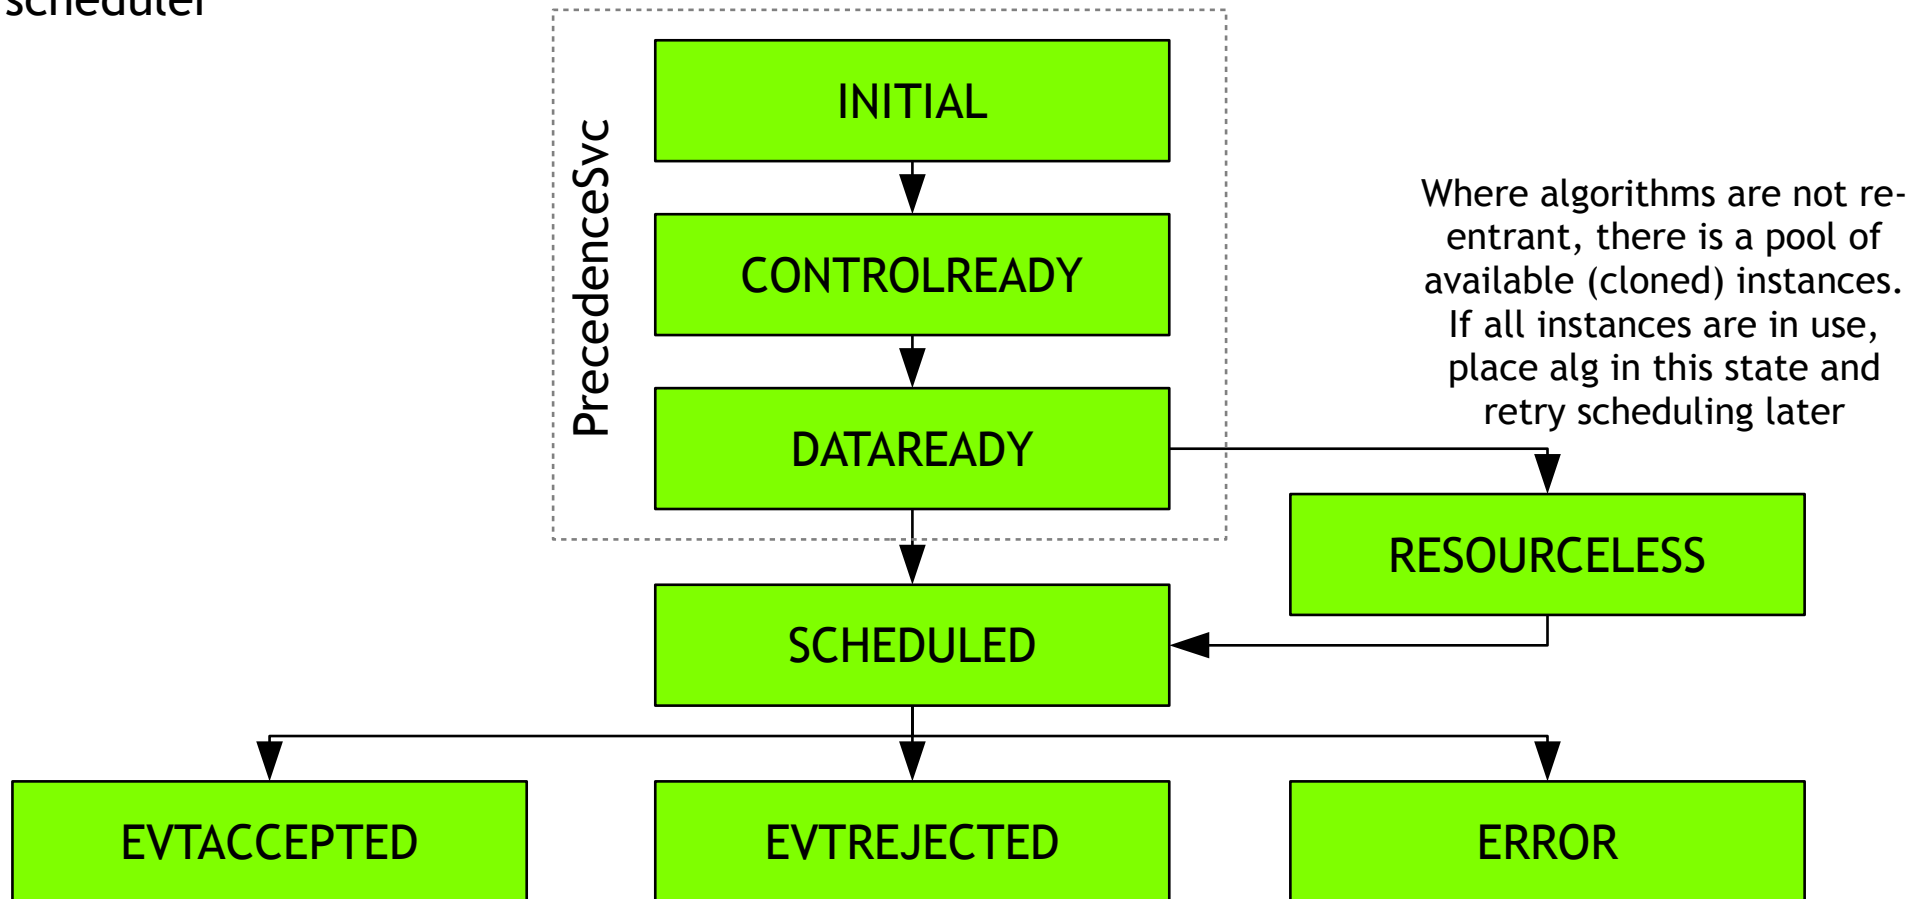 scheduler
INITIAL
PrecedenceSvc
CONTROLREADY
Where algorithms are not re-
entrant, there is a pool of
available (cloned) instances.
If all instances are in use,
place alg in this state and
retry scheduling later
DATAREADY
RESOURCELESS
SCHEDULED
EVTACCEPTED
EVTREJECTED
ERROR